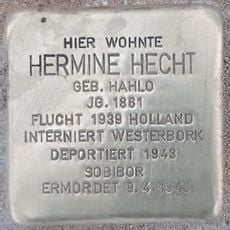 HIER WOHNTE
HERMINE HECHT
GEB. HAHLO
JG. 1861
FLUCHT 1939 HOLLAND
INTERNIERT WESTERBORK
DEPORTIERT 1943
SOBIBOR
ERMORDET 9.4.1943